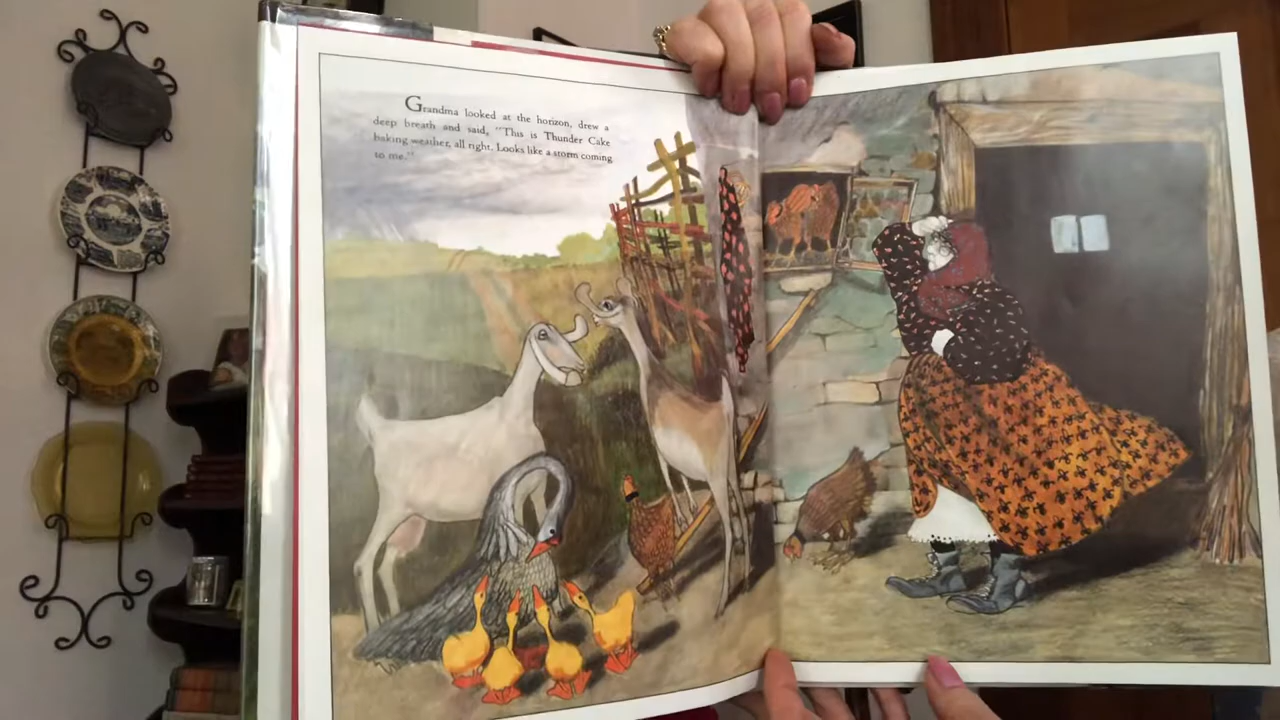 Grandma looked at the horizon, drew a
deep breath and said, "This is Thunder Cake
baking weather, all right. Looks like a storm coming
to me."